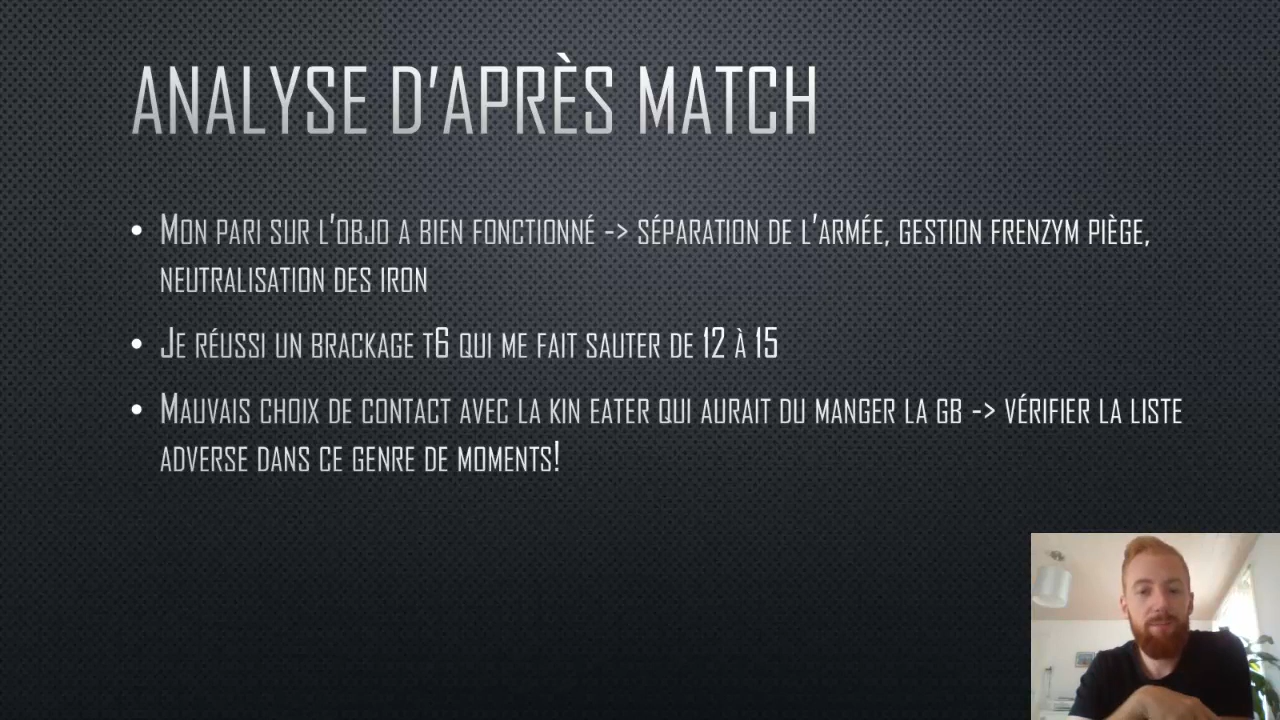 ANALYSE D'APRÈS MATCH
• MON PARI SUR L'OBJO A BIEN FONCTIONNÉ -> SÉPARATION DE L'ARMÉE, GESTION FRENZYM PIÈGE,
NEUTRALISATION DES IRON
• JE RÉUSSI UN BRACKAGE T6 QUI ME FAIT SAUTER DE 12 À 15
• MAUVAIS CHOIX DE CONTACT AVEC LA KIN EATER QUI AURAIT DU MANGER LA GB -> VÉRIFIER LA LISTE
ADVERSE DANS CE GENRE DE MOMENTS!